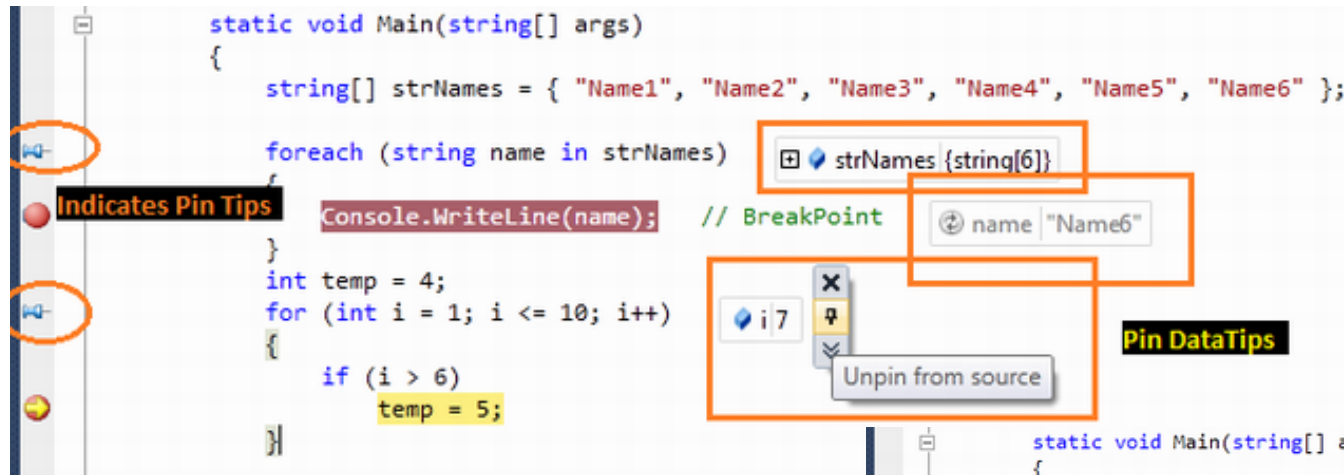 static void Main(string[] args)
{
string[] strNames = { "Name1", "Name2", "Name3", "Name4", "Name5", "Name6" };
foreach (string name in strNames) strNames {string[6]}
{
Indicates Pin Tips Console.WriteLine(name); // BreakPoint name "Name6"
}
int temp = 4;
for (int i = 1; i <= 10; i++) i 7
{
Pin DataTips
if (i > 6) Unpin from source
temp = 5;
}
static void Main(string[] a
{